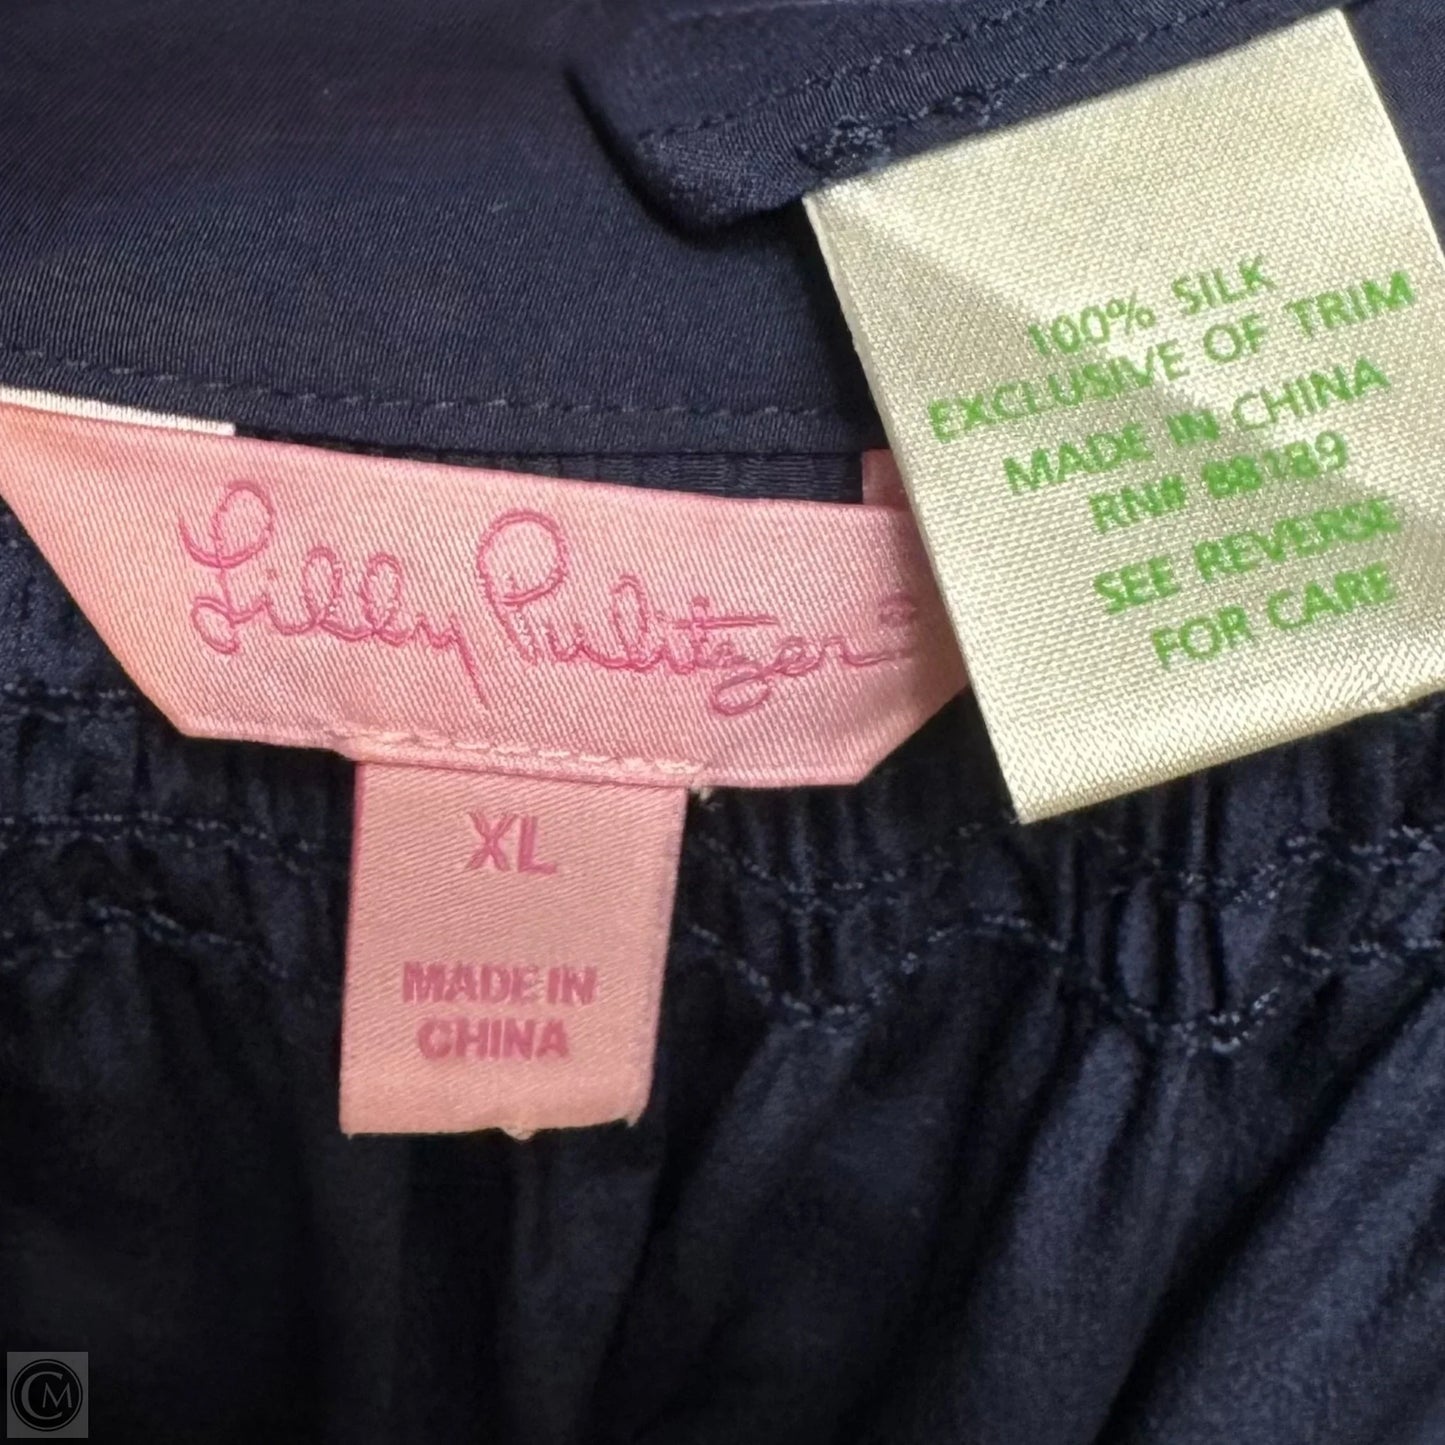 Lilly Pulitzer®
XL
MADE IN
CHINA
100% SILK
EXCLUSIVE OF TRIM
MADE IN CHINA
RN# 88189
SEE REVERSE
FOR CARE
CM